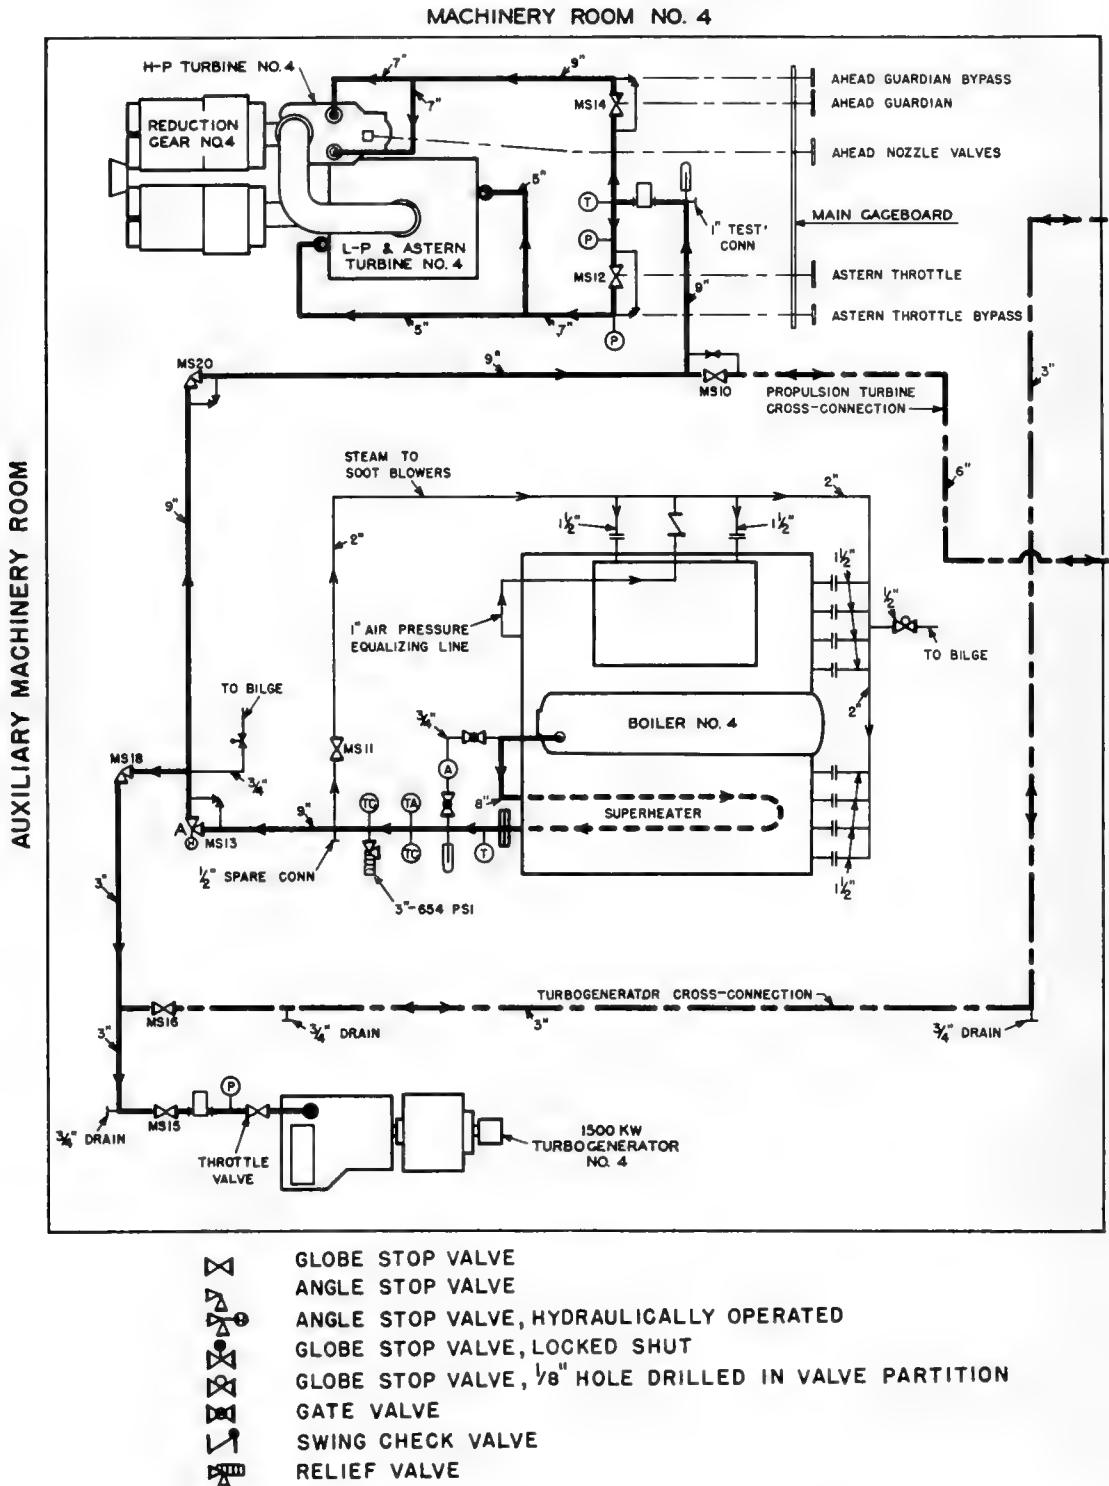 MACHINERY ROOM NO. 4
AUXILIARY MACHINERY ROOM
H-P TURBINE NO. 4
7"
9"
7"
MS14
AHEAD GUARDIAN BYPASS
AHEAD GUARDIAN
REDUCTION
GEAR NO.4
AHEAD NOZZLE VALVES
5"
T
1" TEST
CONN
MAIN GAGEBOARD
P
L-P & ASTERN
TURBINE NO. 4
MS12
9"
ASTERN THROTTLE
5"
7"
ASTERN THROTTLE BYPASS
P
MS20
9"
MS10
PROPULSION TURBINE
CROSS-CONNECTION
3"
STEAM TO
SOOT BLOWERS
2"
6"
9"
1½"
1½"
2"
1½"
1" AIR PRESSURE
EQUALIZING LINE
½"
TO BILGE
TO BILGE
¾"
BOILER NO. 4
2"
MS11
MS18
¾"
A
8"
SUPERHEATER
TC
TA
9"
A
MS13
H
TC
T
½" SPARE CONN
1½"
3"-654 PSI
3"
TURBOGENERATOR CROSS-CONNECTION
MS16
3"
¾" DRAIN
3"
¾" DRAIN
P
MS15
¾" DRAIN
THROTTLE
VALVE
1500 KW
TURBOGENERATOR
NO. 4
GLOBE STOP VALVE
ANGLE STOP VALVE
H
ANGLE STOP VALVE, HYDRAULICALLY OPERATED
GLOBE STOP VALVE, LOCKED SHUT
GLOBE STOP VALVE, 1/8" HOLE DRILLED IN VALVE PARTITION
GATE VALVE
SWING CHECK VALVE
RELIEF VALVE